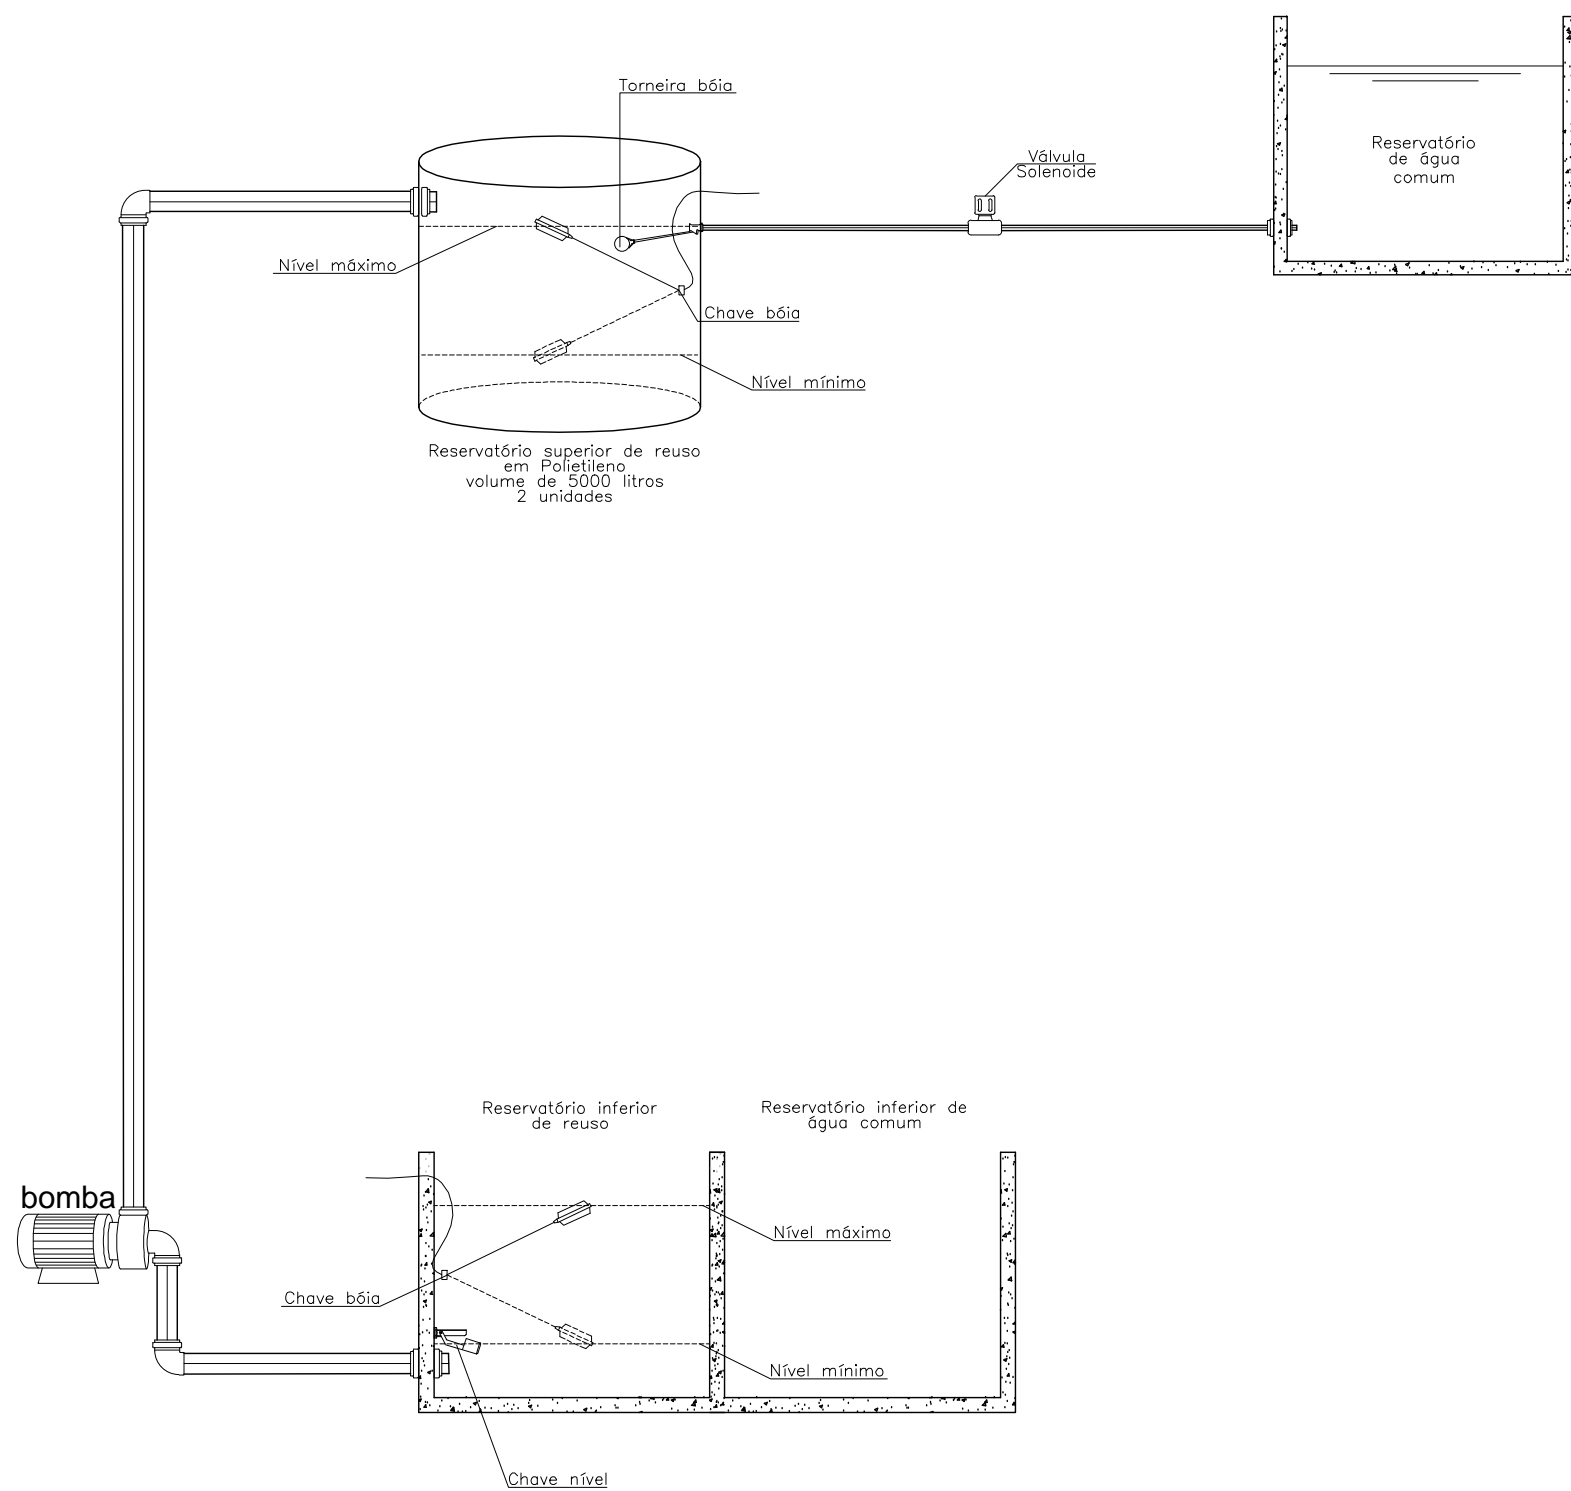 Torneira bóia
Válvula
Solenoide
Reservatório
de água
comum
Nível máximo
Chave bóia
Nível mínimo
Reservatório superior de reuso
em Polietileno
volume de 5000 litros
2 unidades
Reservatório inferior
de reuso
Reservatório inferior de
água comum
bomba
Nível máximo
Chave bóia
Nível mínimo
Chave nível